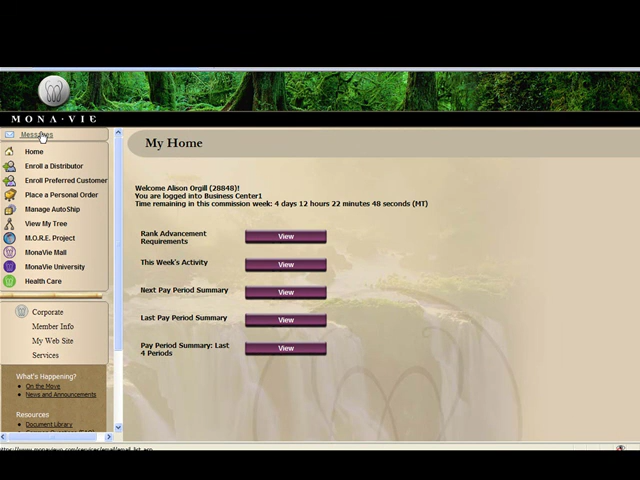 MONA·VIE
Messages
Home
Enroll a Distributor
Enroll Preferred Customer
Place a Personal Order
Manage AutoShip
View My Tree
M.O.R.E. Project
MonaVie Mall
MonaVie University
Health Care
Corporate
Member Info
My Web Site
Services
What's Happening?
On the Move
News and Announcements
Resources
Document Library
My Home
Welcome Alison Orgill (28848)!
You are logged into Business Center1
Time remaining in this commission week: 4 days 12 hours 22 minutes 48 seconds (MT)
Rank Advancement
Requirements
View
This Week's Activity
View
Next Pay Period Summary
View
Last Pay Period Summary
View
Pay Period Summary: Last
4 Periods
View